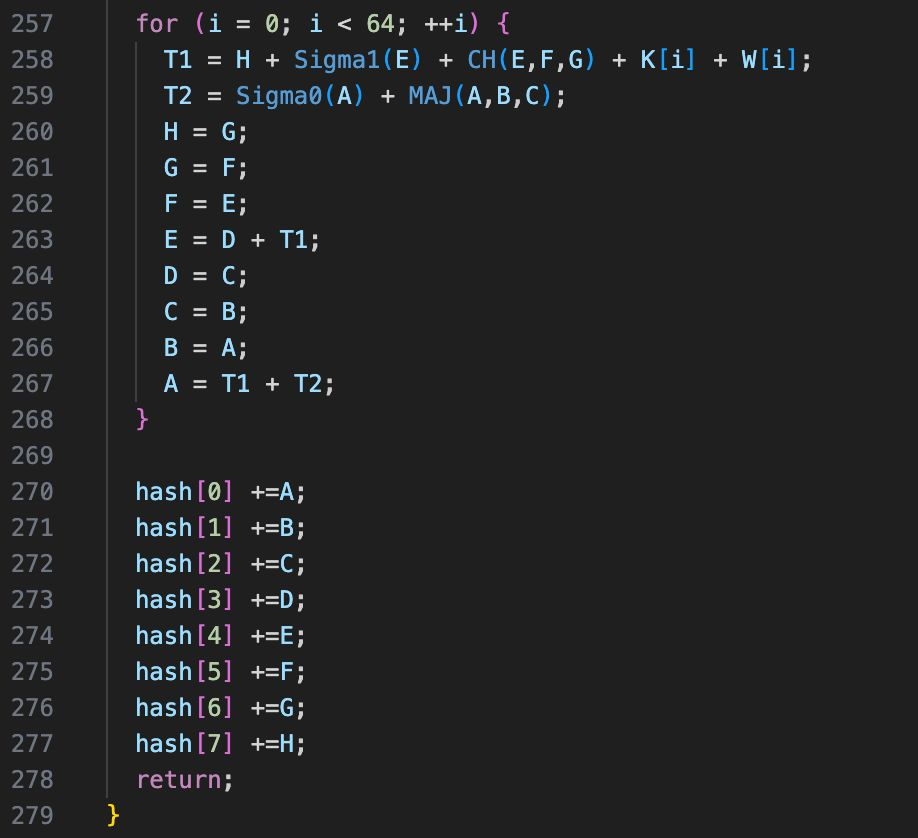 257 for (i = 0; i < 64; ++i) {
258 T1 = H + Sigma1(E) + CH(E,F,G) + K[i] + W[i];
259 T2 = Sigma0(A) + MAJ(A,B,C);
260 H = G;
261 G = F;
262 F = E;
263 E = D + T1;
264 D = C;
265 C = B;
266 B = A;
267 A = T1 + T2;
268 }
269
270 hash[0] +=A;
271 hash[1] +=B;
272 hash[2] +=C;
273 hash[3] +=D;
274 hash[4] +=E;
275 hash[5] +=F;
276 hash[6] +=G;
277 hash[7] +=H;
278 return;
279 }